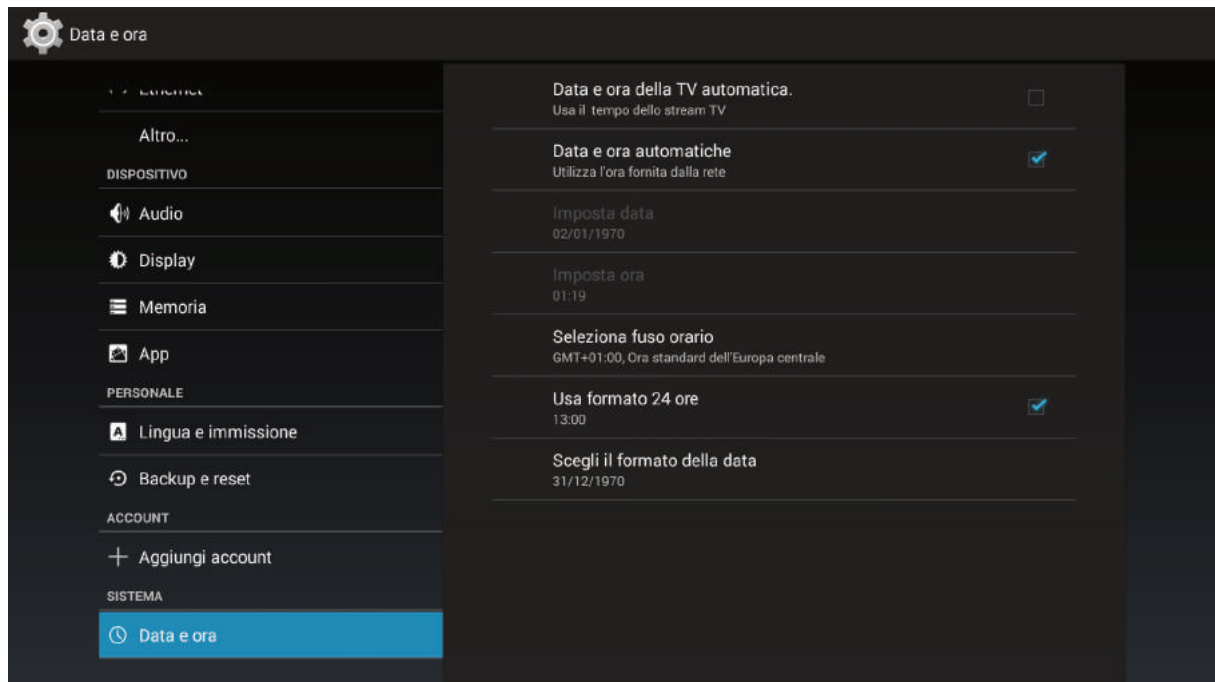 Data e ora
Ethernet
Altro...
DISPOSITIVO
Audio
Display
Memoria
App
PERSONALE
Lingua e immissione
Backup e reset
ACCOUNT
Aggiungi account
SISTEMA
Data e ora
Data e ora della TV automatica.
Usa il tempo dello stream TV
Data e ora automatiche
Utilizza l'ora fornita dalla rete
Imposta data
02/01/1970
Imposta ora
01:19
Seleziona fuso orario
GMT+01:00, Ora standard dell'Europa centrale
Usa formato 24 ore
13:00
Scegli il formato della data
31/12/1970